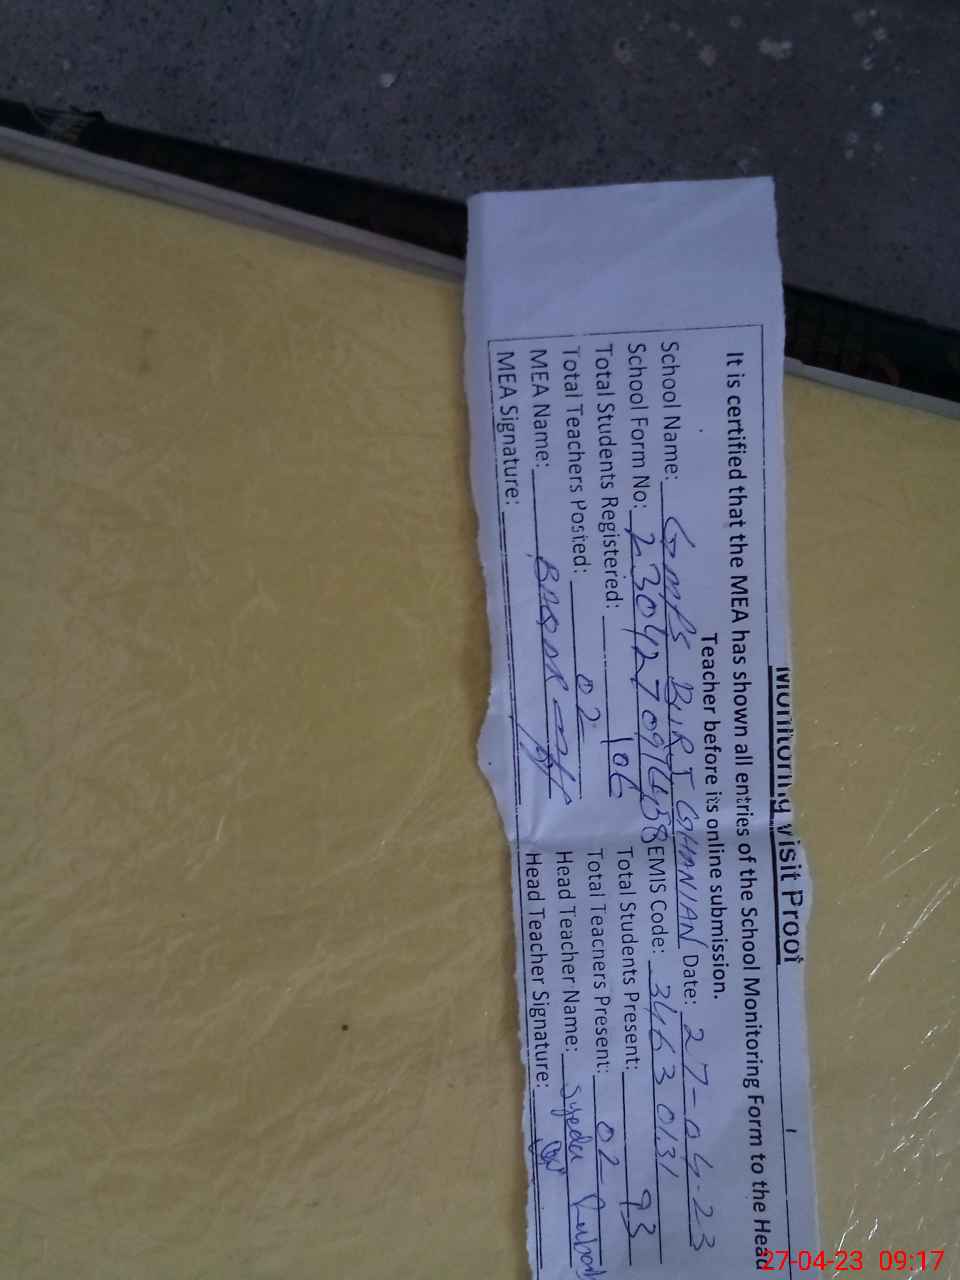 Monitoring Visit Proof
It is certified that the MEA has shown all entries of the School Monitoring Form to the Head
Teacher before its online submission.
School Name: GMPS BURJ GHANIAN Date: 27-04-23
School Form No: EMIS Code: 34630131
Total Students Registered: 106 Total Students Present: 93
Total Teachers Posted: 02 Total Teachers Present: 02
MEA Name: Head Teacher Name: Syeda
MEA Signature: Head Teacher Signature:
27-04-23 09:17